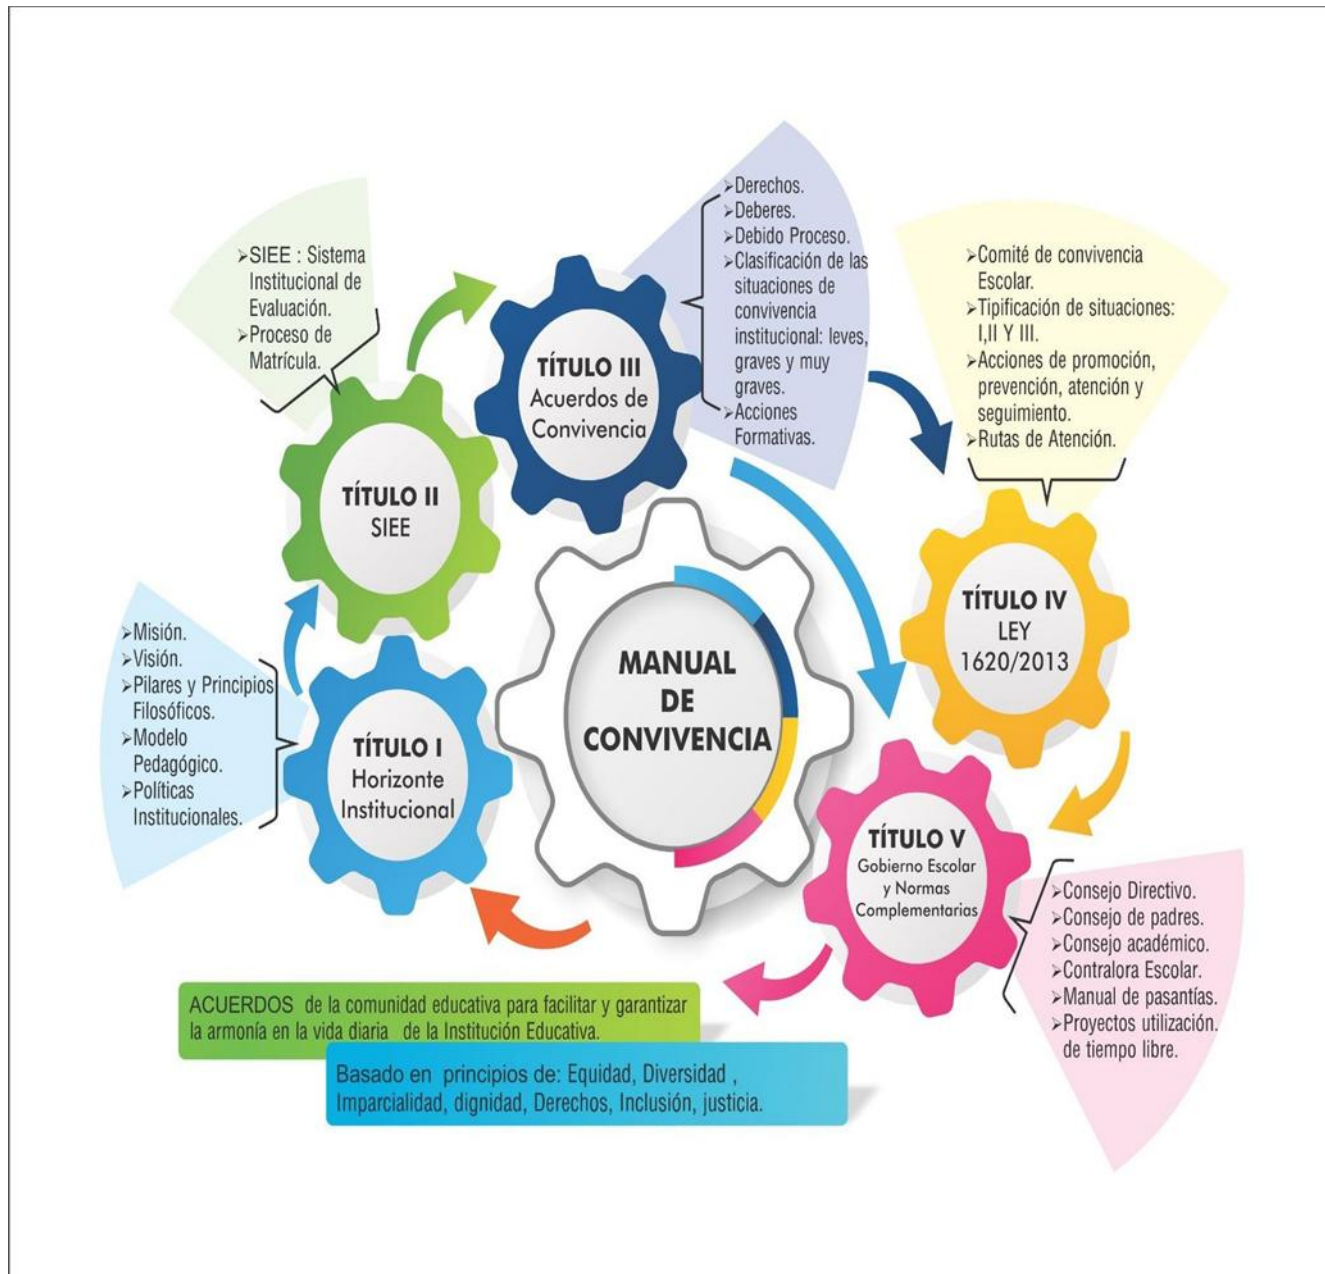 ➢Misión.
➢Visión.
➢Pilares y Principios
Filosóficos.
➢Modelo
Pedagógico.
➢Políticas
Institucionales.
TÍTULO I
Horizonte
Institucional
➢SIEE : Sistema
Institucional de
Evaluación.
➢Proceso de
Matrícula.
TÍTULO II
SIEE
TÍTULO III
Acuerdos de
Convivencia
➢Derechos.
➢Deberes.
➢Debido Proceso.
➢Clasificación de las
situaciones de
convivencia
institucional: leves,
graves y muy
graves.
➢Acciones
Formativas.
➢Comité de convivencia
Escolar.
➢Tipificación de situaciones:
I,II Y III.
➢Acciones de promoción,
prevención, atención y
seguimiento.
➢Rutas de Atención.
TÍTULO IV
LEY
1620/2013
MANUAL
DE
CONVIVENCIA
TÍTULO V
Gobierno Escolar
y Normas
Complementarias
➢Consejo Directivo.
➢Consejo de padres.
➢Consejo académico.
➢Contralora Escolar.
➢Manual de pasantías.
➢Proyectos utilización.
de tiempo libre.
ACUERDOS de la comunidad educativa para facilitar y garantizar
la armonía en la vida diaria de la Institución Educativa.
Basado en principios de: Equidad, Diversidad ,
Imparcialidad, dignidad, Derechos, Inclusión, justicia.